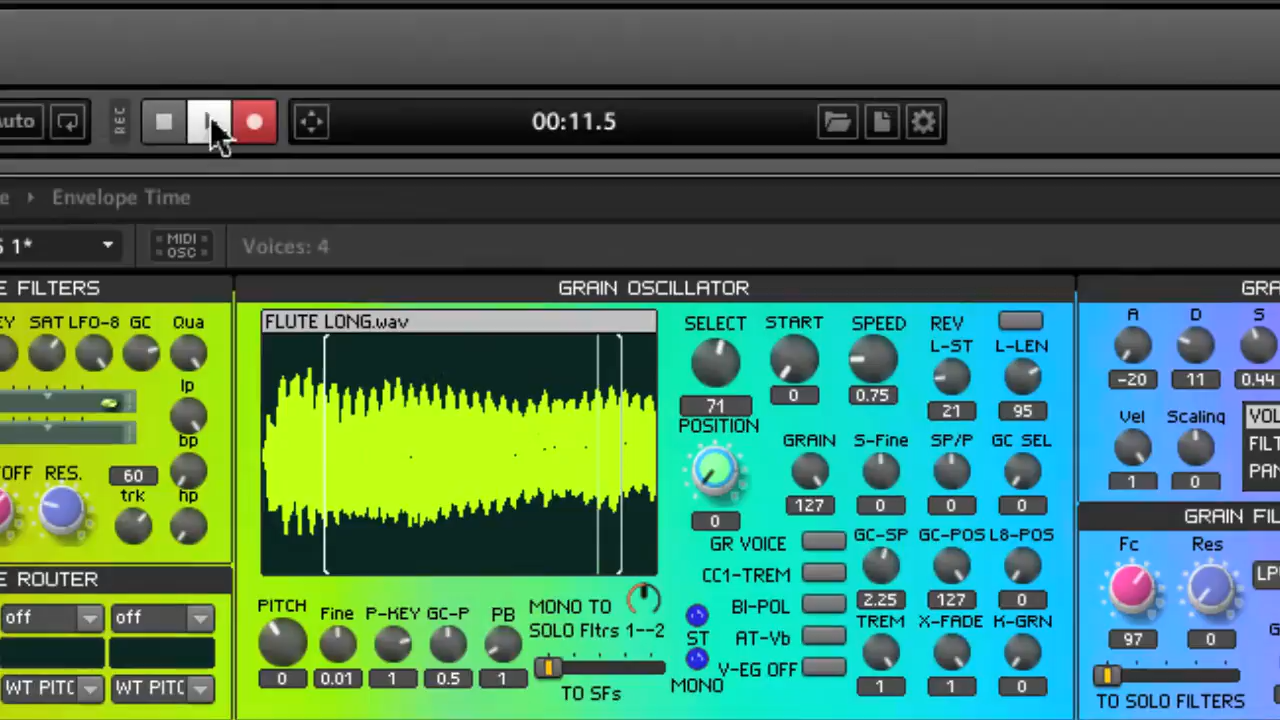 Auto
REC
00:11.5
e › Envelope Time
S 1*
MIDI
OSC
Voices: 4
E FILTERS
EY SAT LFO-8 GC Qua
lp
bp
OFF RES. 60
trk hp
E ROUTER
off off
WT PITC WT PITC
GRAIN OSCILLATOR
FLUTE LONG.wav
SELECT START SPEED REV
L-ST L-LEN
71 0 0.75 21 95
POSITION
GRAIN S-Fine SP/P GC SEL
127 0 0 0
0
GR VOICE GC-SP GC-POS L8-POS
CC1-TREM
2.25 127 0
BI-POL TREM X-FADE K-GRN
AT-Vb
V-EG OFF
1 1 0
PITCH Fine P-KEY GC-P PB
0 0.01 1 0.5 1
MONO TO
SOLO Fltrs 1--2
TO SFs
ST
MONO
GRA
A D S
-20 11 0.44
Vel Scaling
1 0
VOL
FILT
PAN
GRAIN FIL
Fc Res
LP
97 0
TO SOLO FILTERS